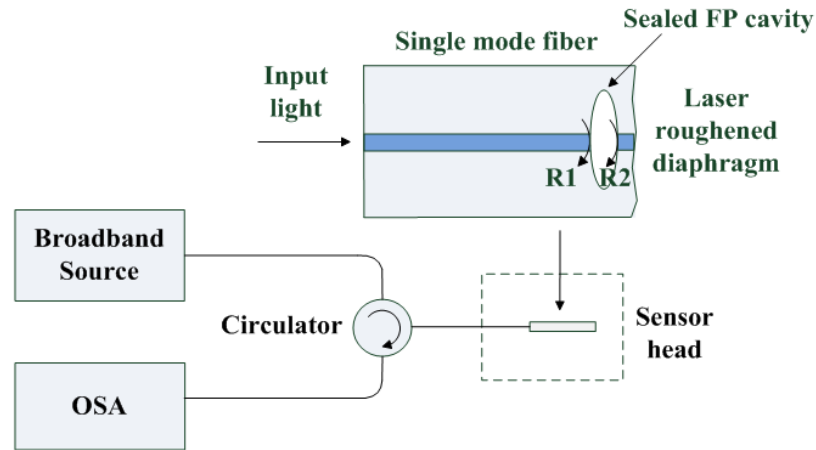 Sealed FP cavity
Single mode fiber
Input
light
Laser
roughened
diaphragm
R1
R2
Broadband
Source
Circulator
Sensor
head
OSA